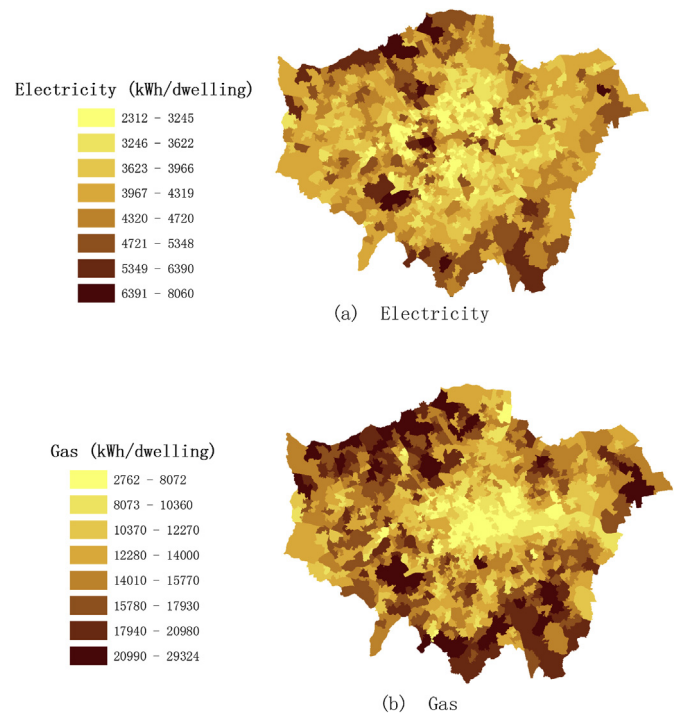 Electricity (kWh/dwelling)
2312 - 3245
3246 - 3622
3623 - 3966
3967 - 4319
4320 - 4720
4721 - 5348
5349 - 6390
6391 - 8060
(a) Electricity
Gas (kWh/dwelling)
2762 - 8072
8073 - 10360
10370 - 12270
12280 - 14000
14010 - 15770
15780 - 17930
17940 - 20980
20990 - 29324
(b) Gas